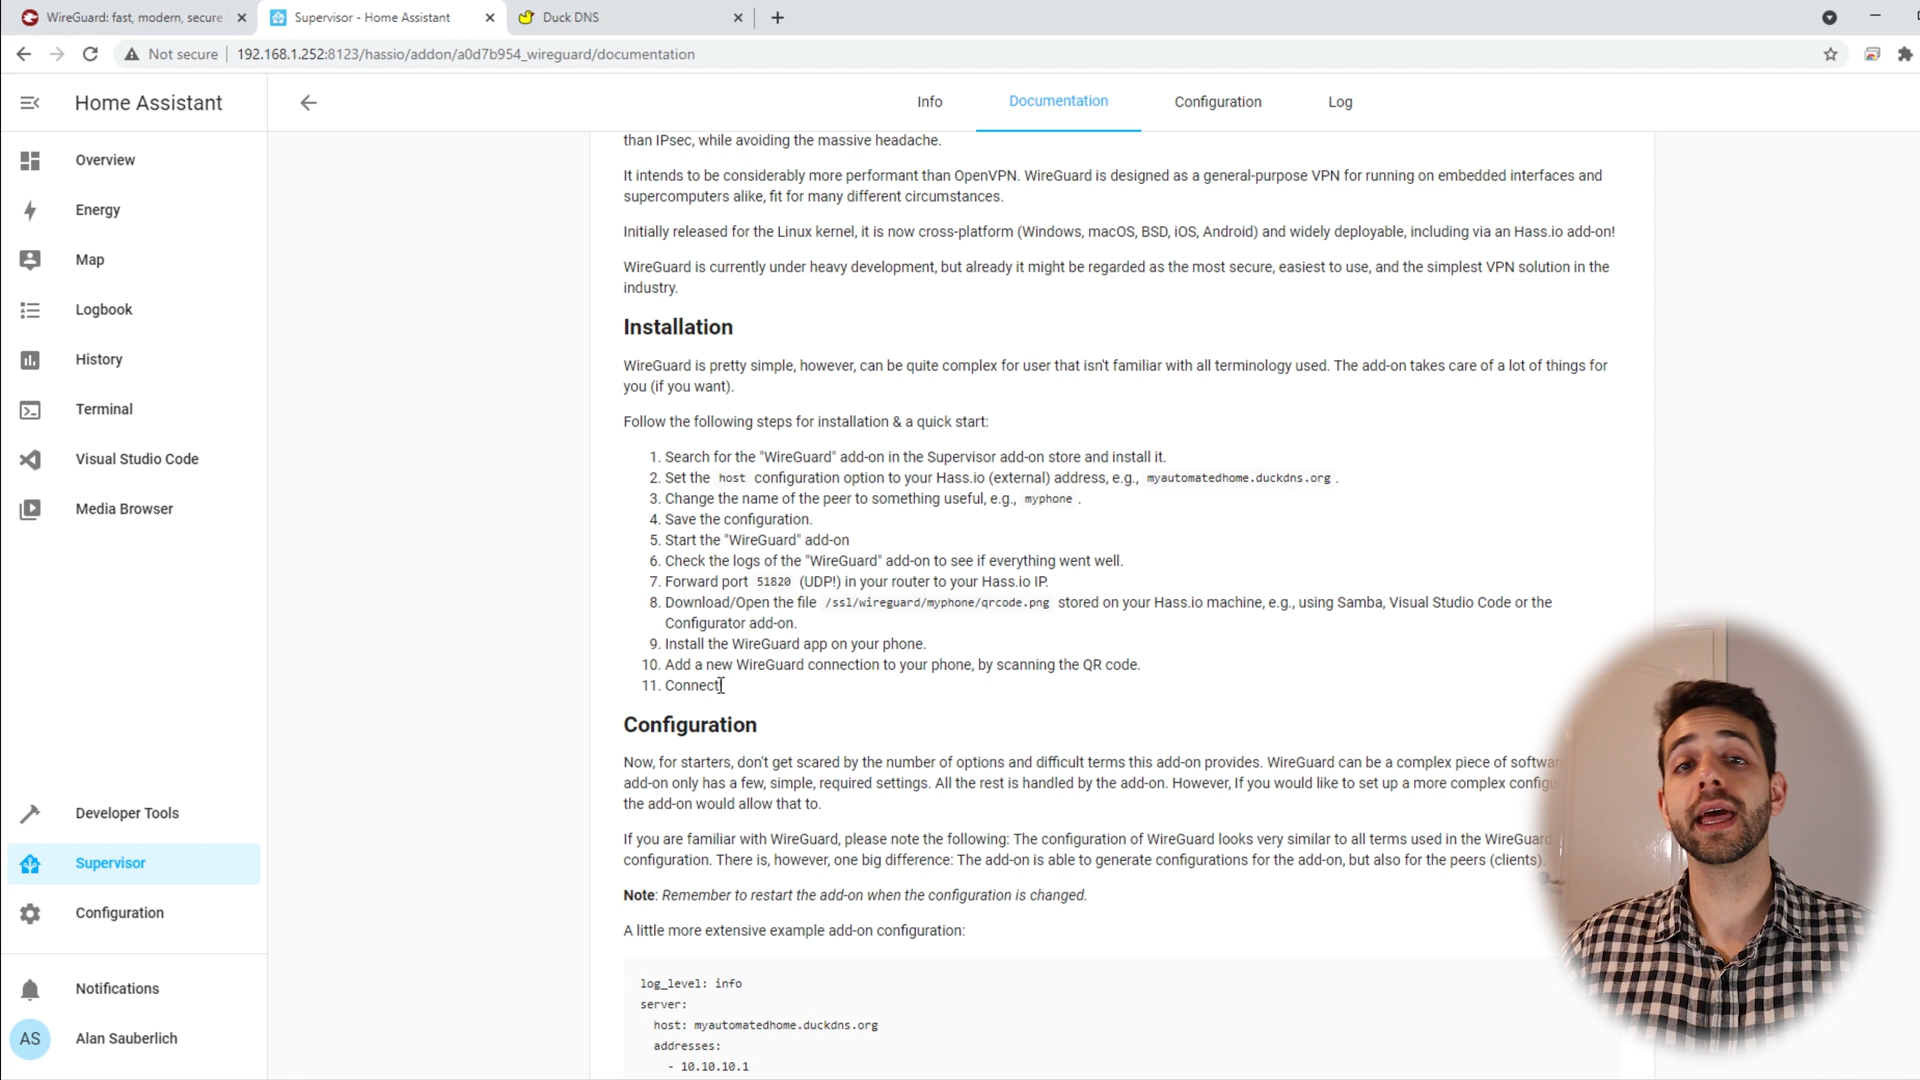 WireGuard: fast, modern, secure
Supervisor - Home Assistant
Duck DNS
Not secure
192.168.1.252:8123/hassio/addon/a0d7b954_wireguard/documentation
Home Assistant
Info
Documentation
Configuration
Log
Overview
Energy
Map
Logbook
History
Terminal
Visual Studio Code
Media Browser
Developer Tools
Supervisor
Configuration
Notifications
AS
Alan Sauberlich
than IPsec, while avoiding the massive headache.
It intends to be considerably more performant than OpenVPN. WireGuard is designed as a general-purpose VPN for running on embedded interfaces and
supercomputers alike, fit for many different circumstances.
Initially released for the Linux kernel, it is now cross-platform (Windows, macOS, BSD, iOS, Android) and widely deployable, including via an Hass.io add-on!
WireGuard is currently under heavy development, but already it might be regarded as the most secure, easiest to use, and the simplest VPN solution in the
industry.
Installation
WireGuard is pretty simple, however, can be quite complex for user that isn't familiar with all terminology used. The add-on takes care of a lot of things for
you (if you want).
Follow the following steps for installation & a quick start:
1. Search for the "WireGuard" add-on in the Supervisor add-on store and install it.
2. Set the host configuration option to your Hass.io (external) address, e.g., myautomatedhome.duckdns.org .
3. Change the name of the peer to something useful, e.g., myphone .
4. Save the configuration.
5. Start the "WireGuard" add-on
6. Check the logs of the "WireGuard" add-on to see if everything went well.
7. Forward port 51820 (UDP!) in your router to your Hass.io IP.
8. Download/Open the file /ssl/wireguard/myphone/qrcode.png stored on your Hass.io machine, e.g., using Samba, Visual Studio Code or the
Configurator add-on.
9. Install the WireGuard app on your phone.
10. Add a new WireGuard connection to your phone, by scanning the QR code.
11. Connect
Configuration
Now, for starters, don't get scared by the number of options and difficult terms this add-on provides. WireGuard can be a complex piece of
add-on only has a few, simple, required settings. All the rest is handled by the add-on. However, If you would like to set up a more complex
the add-on would allow that to.
If you are familiar with WireGuard, please note the following: The configuration of WireGuard looks very similar to all terms used in the WireGuard
configuration. There is, however, one big difference: The add-on is able to generate configurations for the add-on, but also for the peers (clients).
Note: Remember to restart the add-on when the configuration is changed.
A little more extensive example add-on configuration:
log_level: info
server:
host: myautomatedhome.duckdns.org
addresses:
- 10.10.10.1